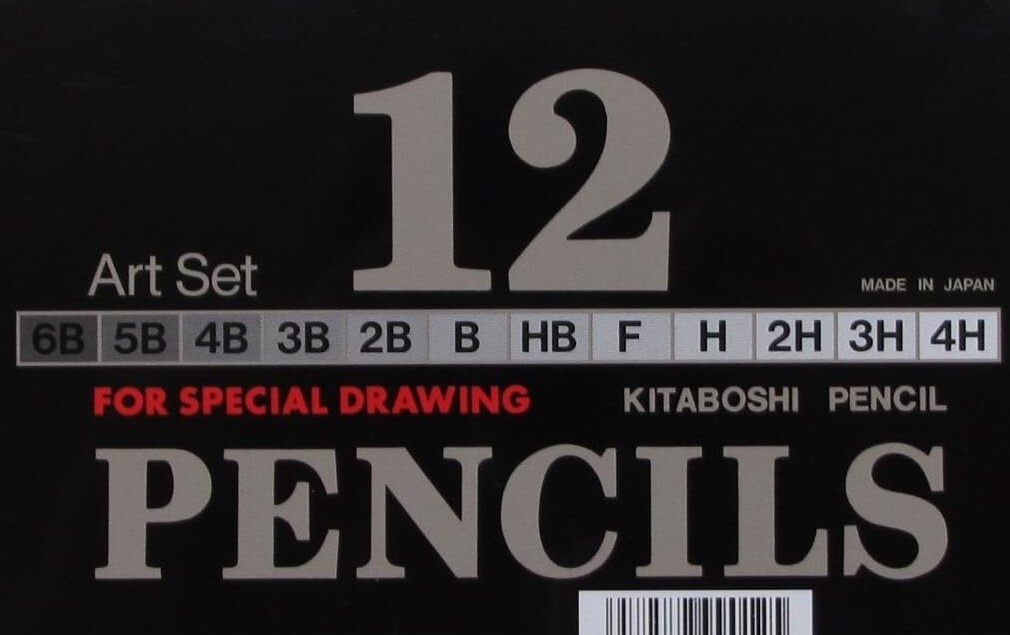 12
Art Set
MADE IN JAPAN
6B 5B 4B 3B 2B B HB F H 2H 3H 4H
FOR SPECIAL DRAWING KITABOSHI PENCIL
PENCILS